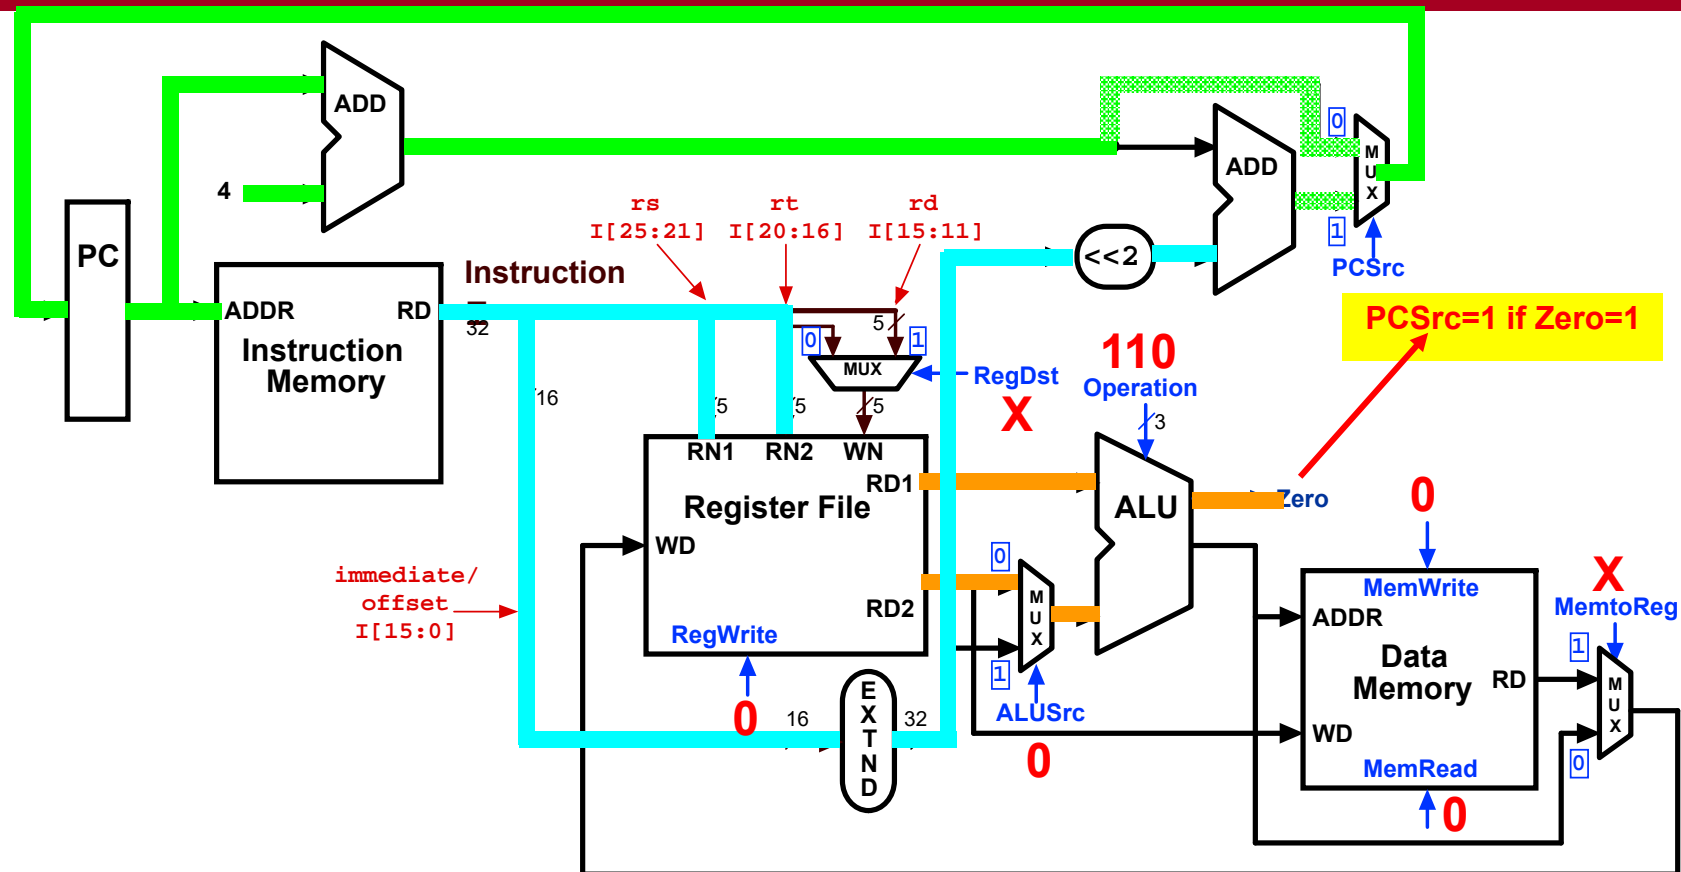 ADD
4
PC
ADDR
RD
Instruction
Memory
Instruction
32
rs
I[25:21]
rt
I[20:16]
rd
I[15:11]
5
0
1
MUX
RegDst
X
16
5
5
5
RN1
RN2
WN
RD1
Register File
WD
RD2
RegWrite
0
immediate/
offset
I[15:0]
16
EXTND
32
<<2
ADD
0
MUX
1
PCSrc
PCSrc=1 if Zero=1
110
Operation
3
ALU
Zero
0
MUX
1
ALUSrc
0
0
MemWrite
ADDR
Data
Memory
RD
WD
MemRead
0
X
MemtoReg
1
MUX
0